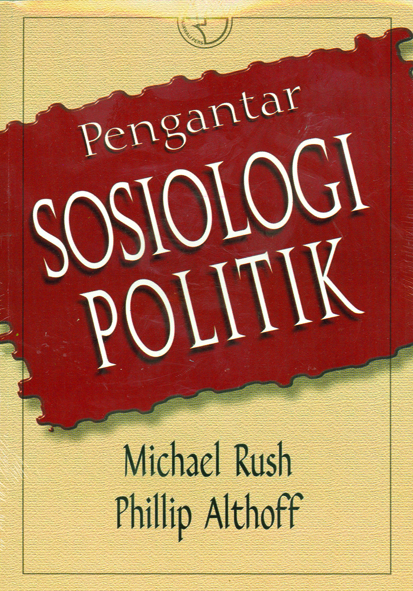 Pengantar
SOSIOLOGI
POLITIK
Michael Rush
Phillip Althoff